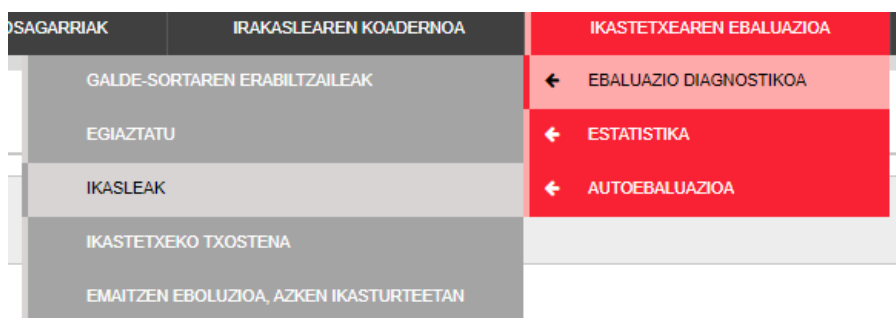 OSAGARRIAK IRAKASLEAREN KOADERNOA IKASTETXEAREN EBALUAZIOA
GALDE-SORTAREN ERABILTZAILEAK
EGIAZTATU
IKASLEAK
IKASTETXEKO TXOSTENA
EMAITZEN EBOLUZIOA, AZKEN IKASTURTEETAN
EBALUAZIO DIAGNOSTIKOA
ESTATISTIKA
AUTOEBALUAZIOA